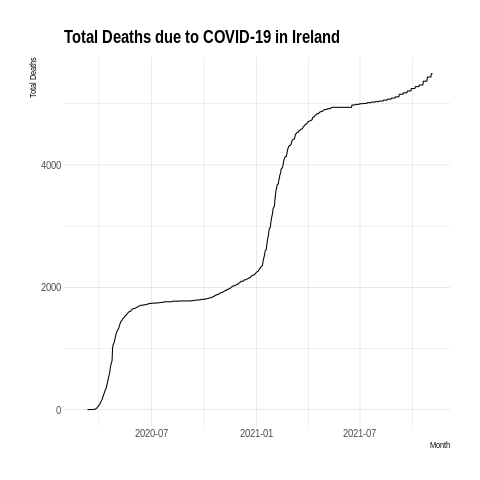 Total Deaths due to COVID-19 in Ireland
Total Deaths
4000
2000
0
2020-07
2021-01
2021-07
Month